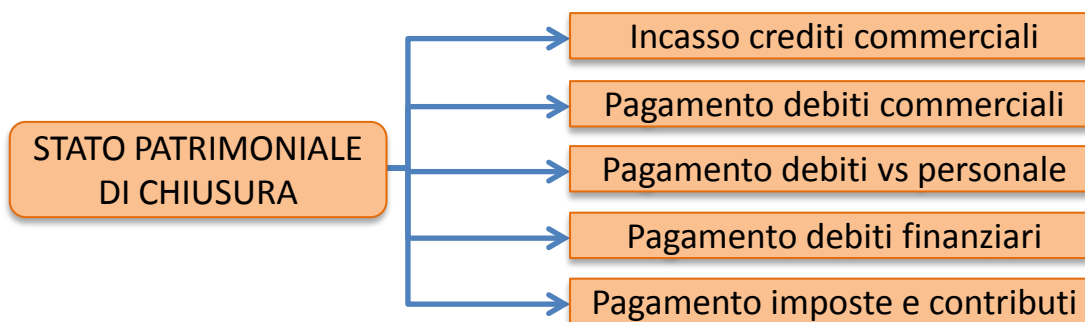 STATO PATRIMONIALE
DI CHIUSURA
Incasso crediti commerciali
Pagamento debiti commerciali
Pagamento debiti vs personale
Pagamento debiti finanziari
Pagamento imposte e contributi